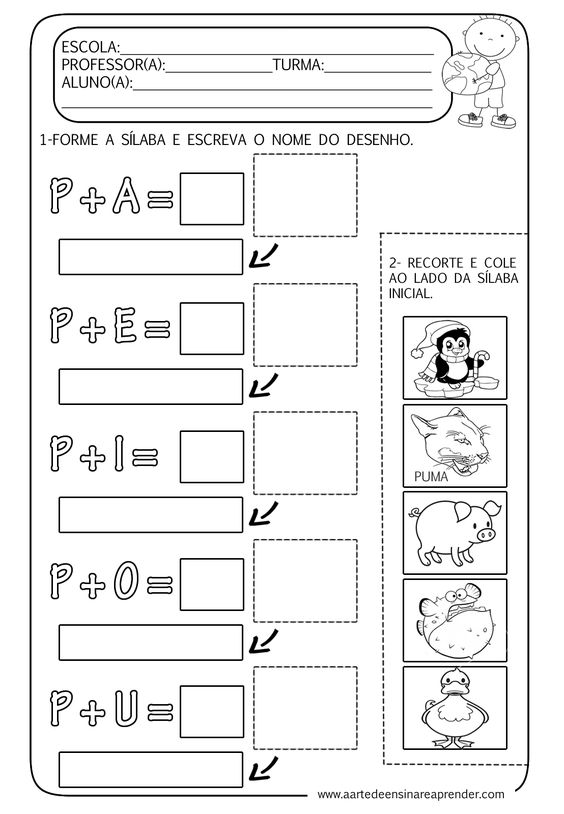 ESCOLA:
PROFESSOR(A): TURMA:
ALUNO(A):
1-FORME A SÍLABA E ESCREVA O NOME DO DESENHO.
P+A=
P+E=
P+I=
P+O=
P+U=
2- RECORTE E COLE
AO LADO DA SÍLABA
INICIAL.
PUMA
www.aartedeensinareaprender.com